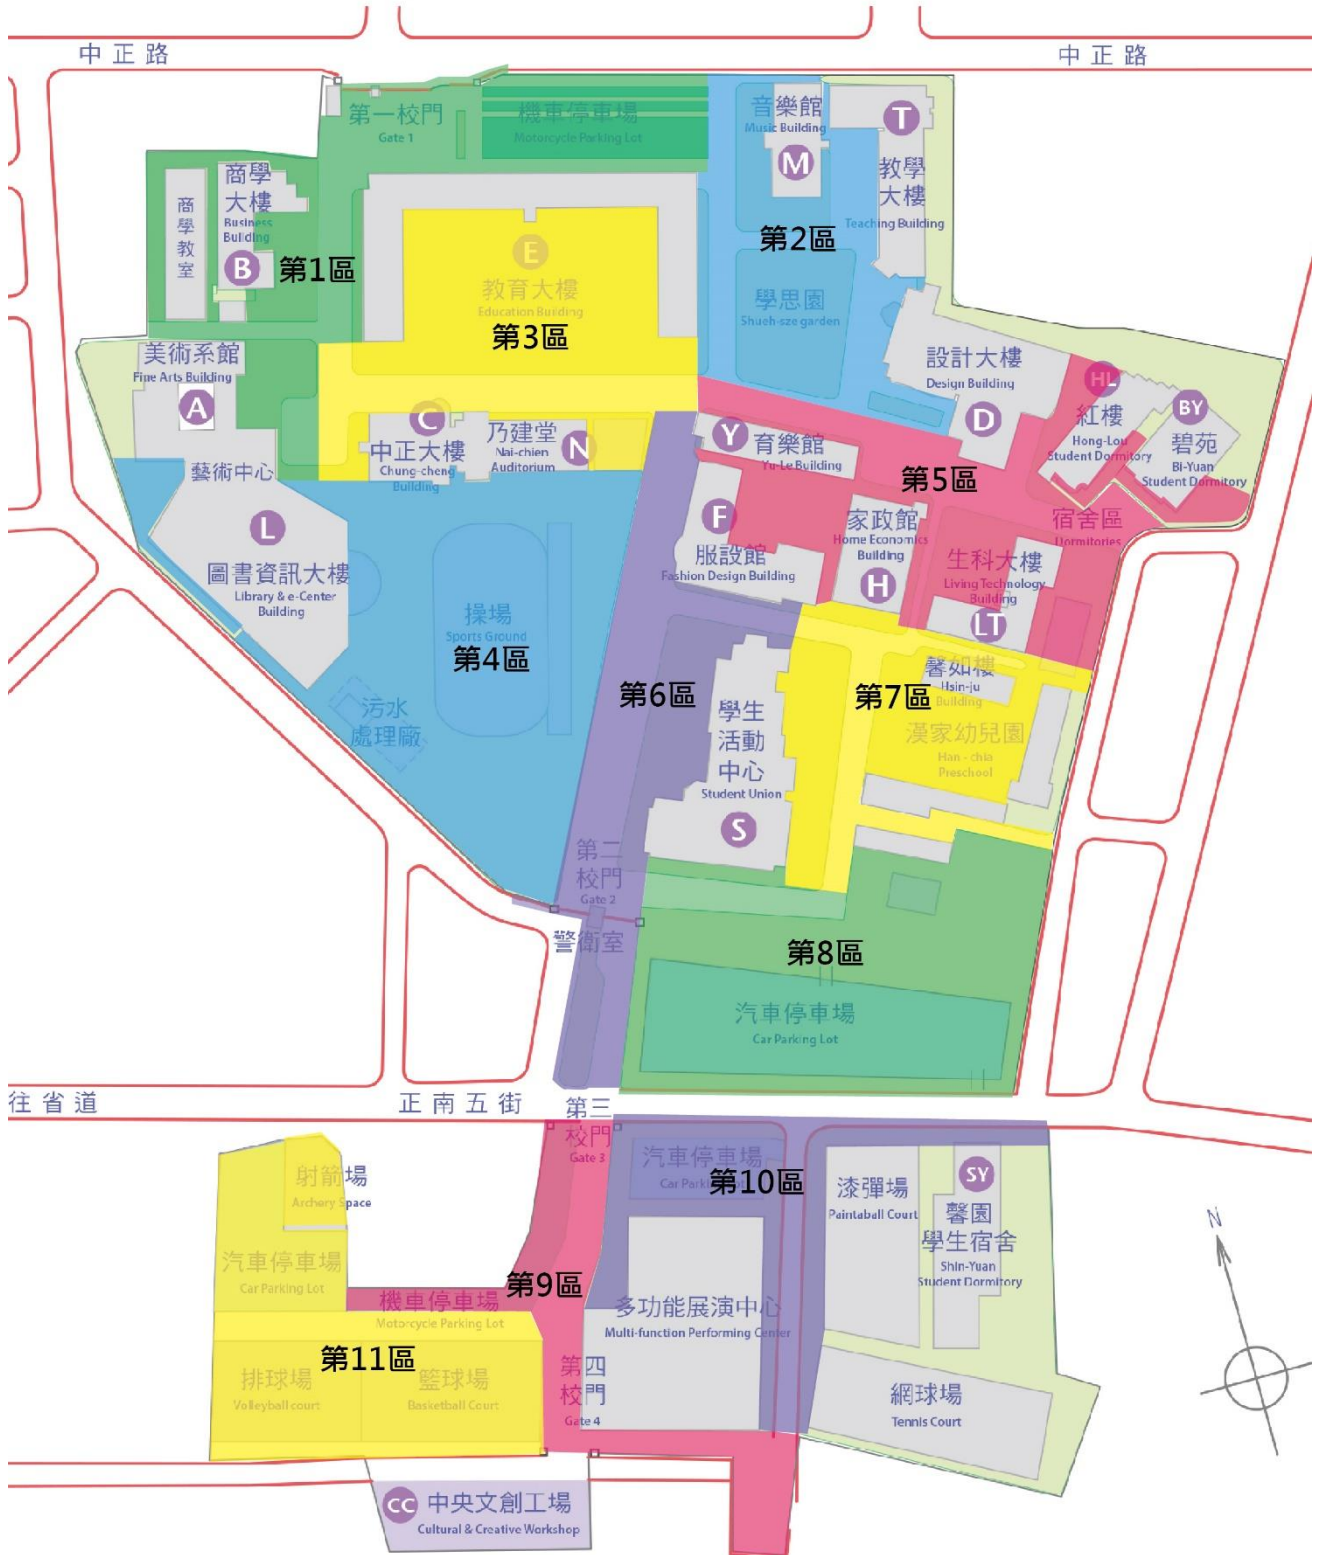 中正路
中正路
第一校門
Gate 1
機車停車場
Motorcycle Parking Lot
音樂館
Music Building
M
T
教學
大樓
Teaching Building
商學
大樓
Business
Building
B
商學教室
第1區
第2區
E
教育大樓
Education Building
第3區
學思園
Shueh-sze garden
美術系館
Fine Arts Building
A
設計大樓
Design Building
D
HL
紅樓
Hong-Lou
Student Dormitory
BY
碧苑
Bi-Yuan
Student Dormitory
C
中正大樓
Chung-cheng
Building
乃建堂
Nai-chien
Auditorium
N
Y
育樂館
Yu-Le Building
第5區
藝術中心
L
圖書資訊大樓
Library & e-Center
Building
F
服設館
Fashion Design Building
家政館
Home Economics
Building
H
宿舍區
Dormitories
生科大樓
Living Technology
Building
LT
操場
Sports Ground
第4區
第6區
第7區
馨如樓
Hsin-ju
Building
污水
處理廠
學生
活動
中心
Student Union
S
漢家幼兒園
Han - chia
Preschool
第二
校門
Gate 2
警衛室
第8區
汽車停車場
Car Parking Lot
往省道
正南五街
第三
校門
Gate 3
射箭場
Archery Space
汽車停車場
Car Parking Lot
第10區
漆彈場
Paintaball Court
SY
馨園
學生宿舍
Shin-Yuan
Student Dormitory
N
汽車停車場
Car Parking Lot
第9區
機車停車場
Motorcycle Parking Lot
多功能展演中心
Multi-function Performing Center
第11區
排球場
Volleyball court
籃球場
Basketball Court
第四
校門
Gate 4
網球場
Tennis Court
CC
中央文創工場
Cultural & Creative Workshop